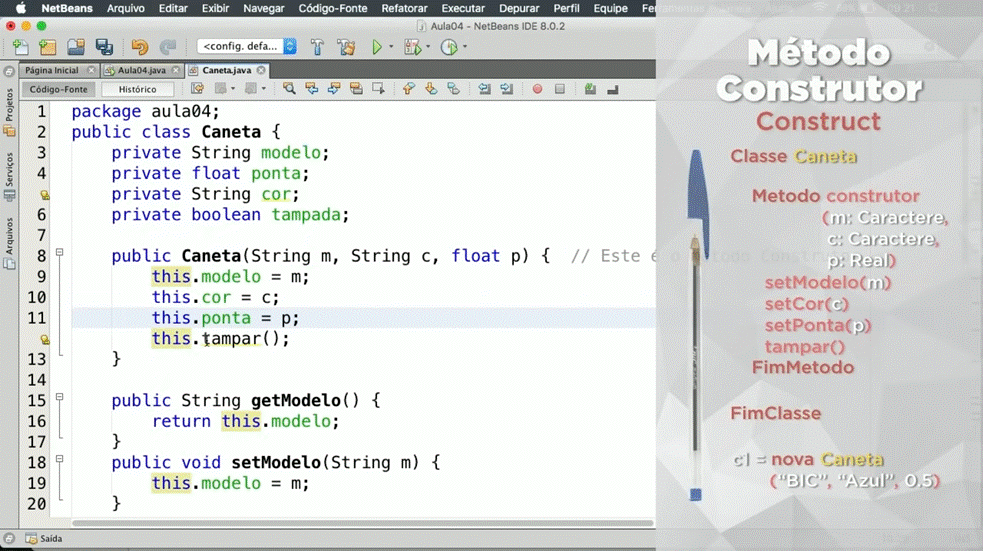 NetBeans Arquivo Editar Exibir Navegar Código-Fonte Refatorar Executar Depurar Perfil Equipe
Aula04 - NetBeans IDE 8.0.2
<config. defa...
Página Inicial Aula04.java Caneta.java
Código-Fonte Histórico
Projetos
Serviços
Arquivos
1 package aula04;
2 public class Caneta {
3 private String modelo;
4 private float ponta;
private String cor;
6 private boolean tampada;
7
8 public Caneta(String m, String c, float p) { // Este é o Método Constru
9 this.modelo = m;
10 this.cor = c;
11 this.ponta = p;
this.tampar();
13 }
14
15 public String getModelo() {
16 return this.modelo;
17 }
18 public void setModelo(String m) {
19 this.modelo = m;
20 }
Saída
Método
Construtor
Construct
Classe Caneta
Metodo construtor
(m: Caractere,
c: Caractere,
p: Real)
setModelo(m)
setCor(c)
setPonta(p)
tampar()
FimMetodo
FimClasse
c1 = nova Caneta
("BIC", "Azul", 0.5)